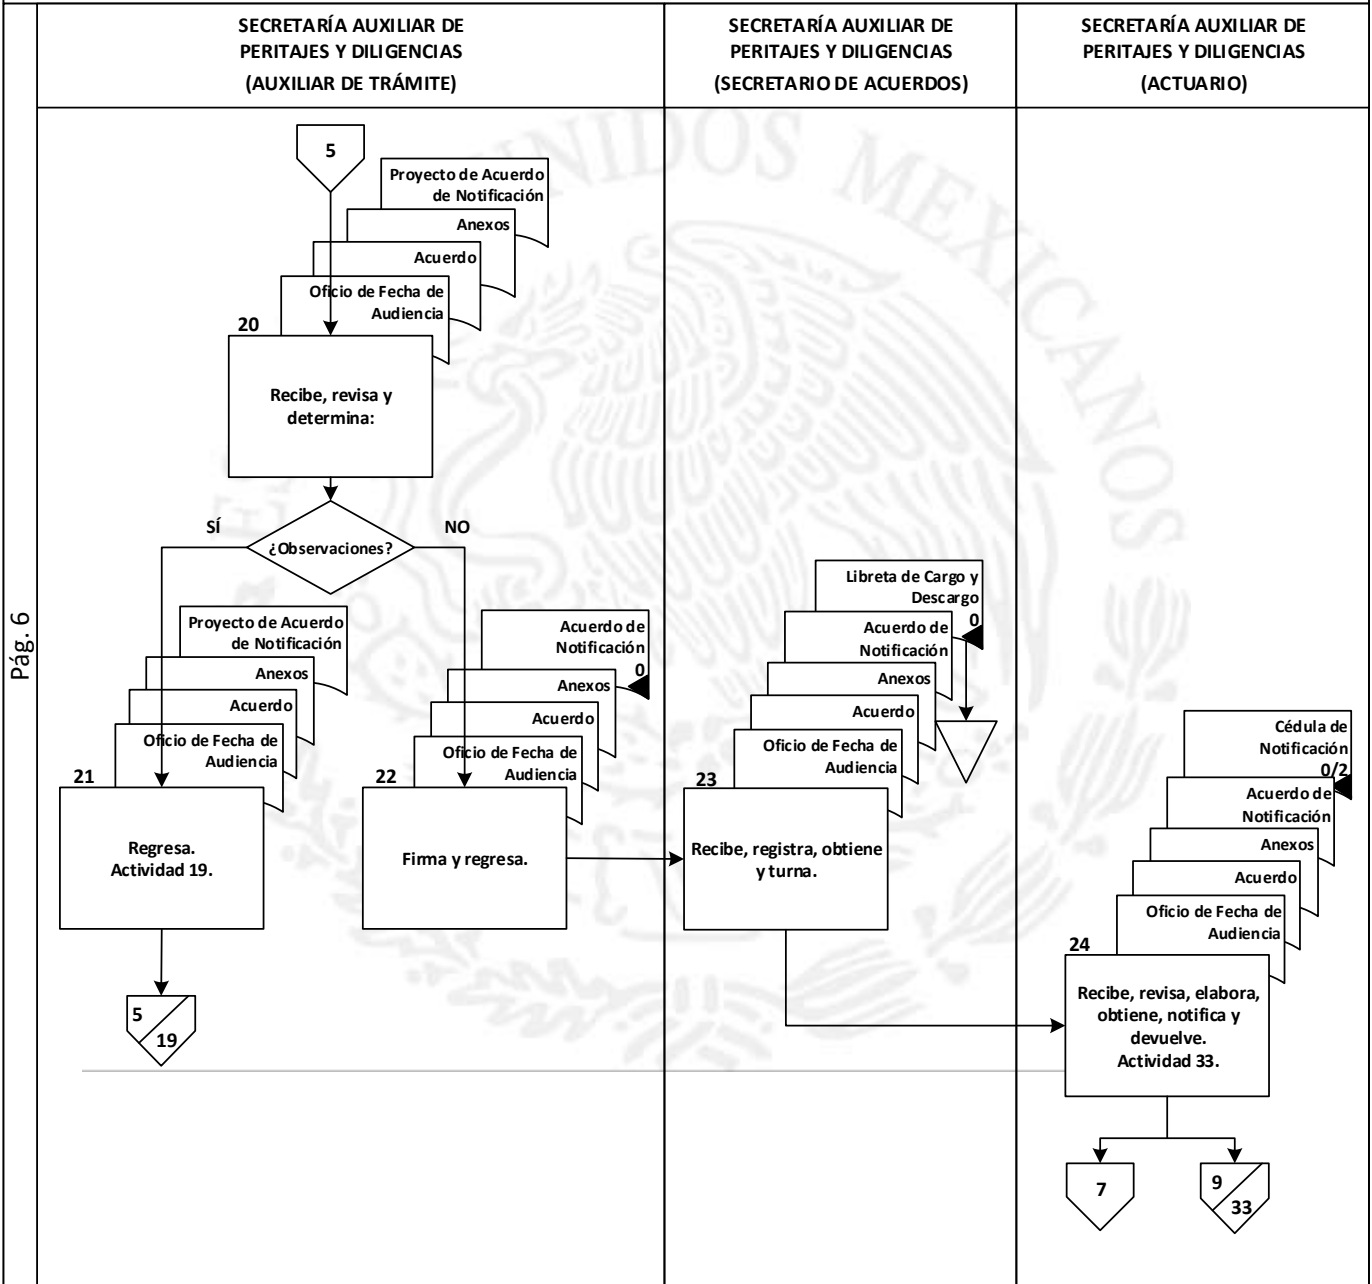 SECRETARÍA AUXILIAR DE
PERITAJES Y DILIGENCIAS
(AUXILIAR DE TRÁMITE)
SECRETARÍA AUXILIAR DE
PERITAJES Y DILIGENCIAS
(SECRETARIO DE ACUERDOS)
SECRETARÍA AUXILIAR DE
PERITAJES Y DILIGENCIAS
(ACTUARIO)
Pág. 6
5
Proyecto de Acuerdo
de Notificación
Anexos
Acuerdo
Oficio de Fecha de
Audiencia
20
Recibe, revisa y
determina:
SÍ
¿Observaciones?
NO
Proyecto de Acuerdo
de Notificación
Anexos
Acuerdo
Oficio de Fecha de
Audiencia
21
Regresa.
Actividad 19.
5
19
Acuerdo de
Notificación
0
Anexos
Acuerdo
Oficio de Fecha de
Audiencia
22
Firma y regresa.
Libreta de Cargo y
Descargo
0
Acuerdo de
Notificación
Anexos
Acuerdo
Oficio de Fecha de
Audiencia
23
Recibe, registra, obtiene
y turna.
Cédula de
Notificación
0/2
Acuerdo de
Notificación
Anexos
Acuerdo
Oficio de Fecha de
Audiencia
24
Recibe, revisa, elabora,
obtiene, notifica y
devuelve.
Actividad 33.
7
9
33
UNIDOS MEXICANOS